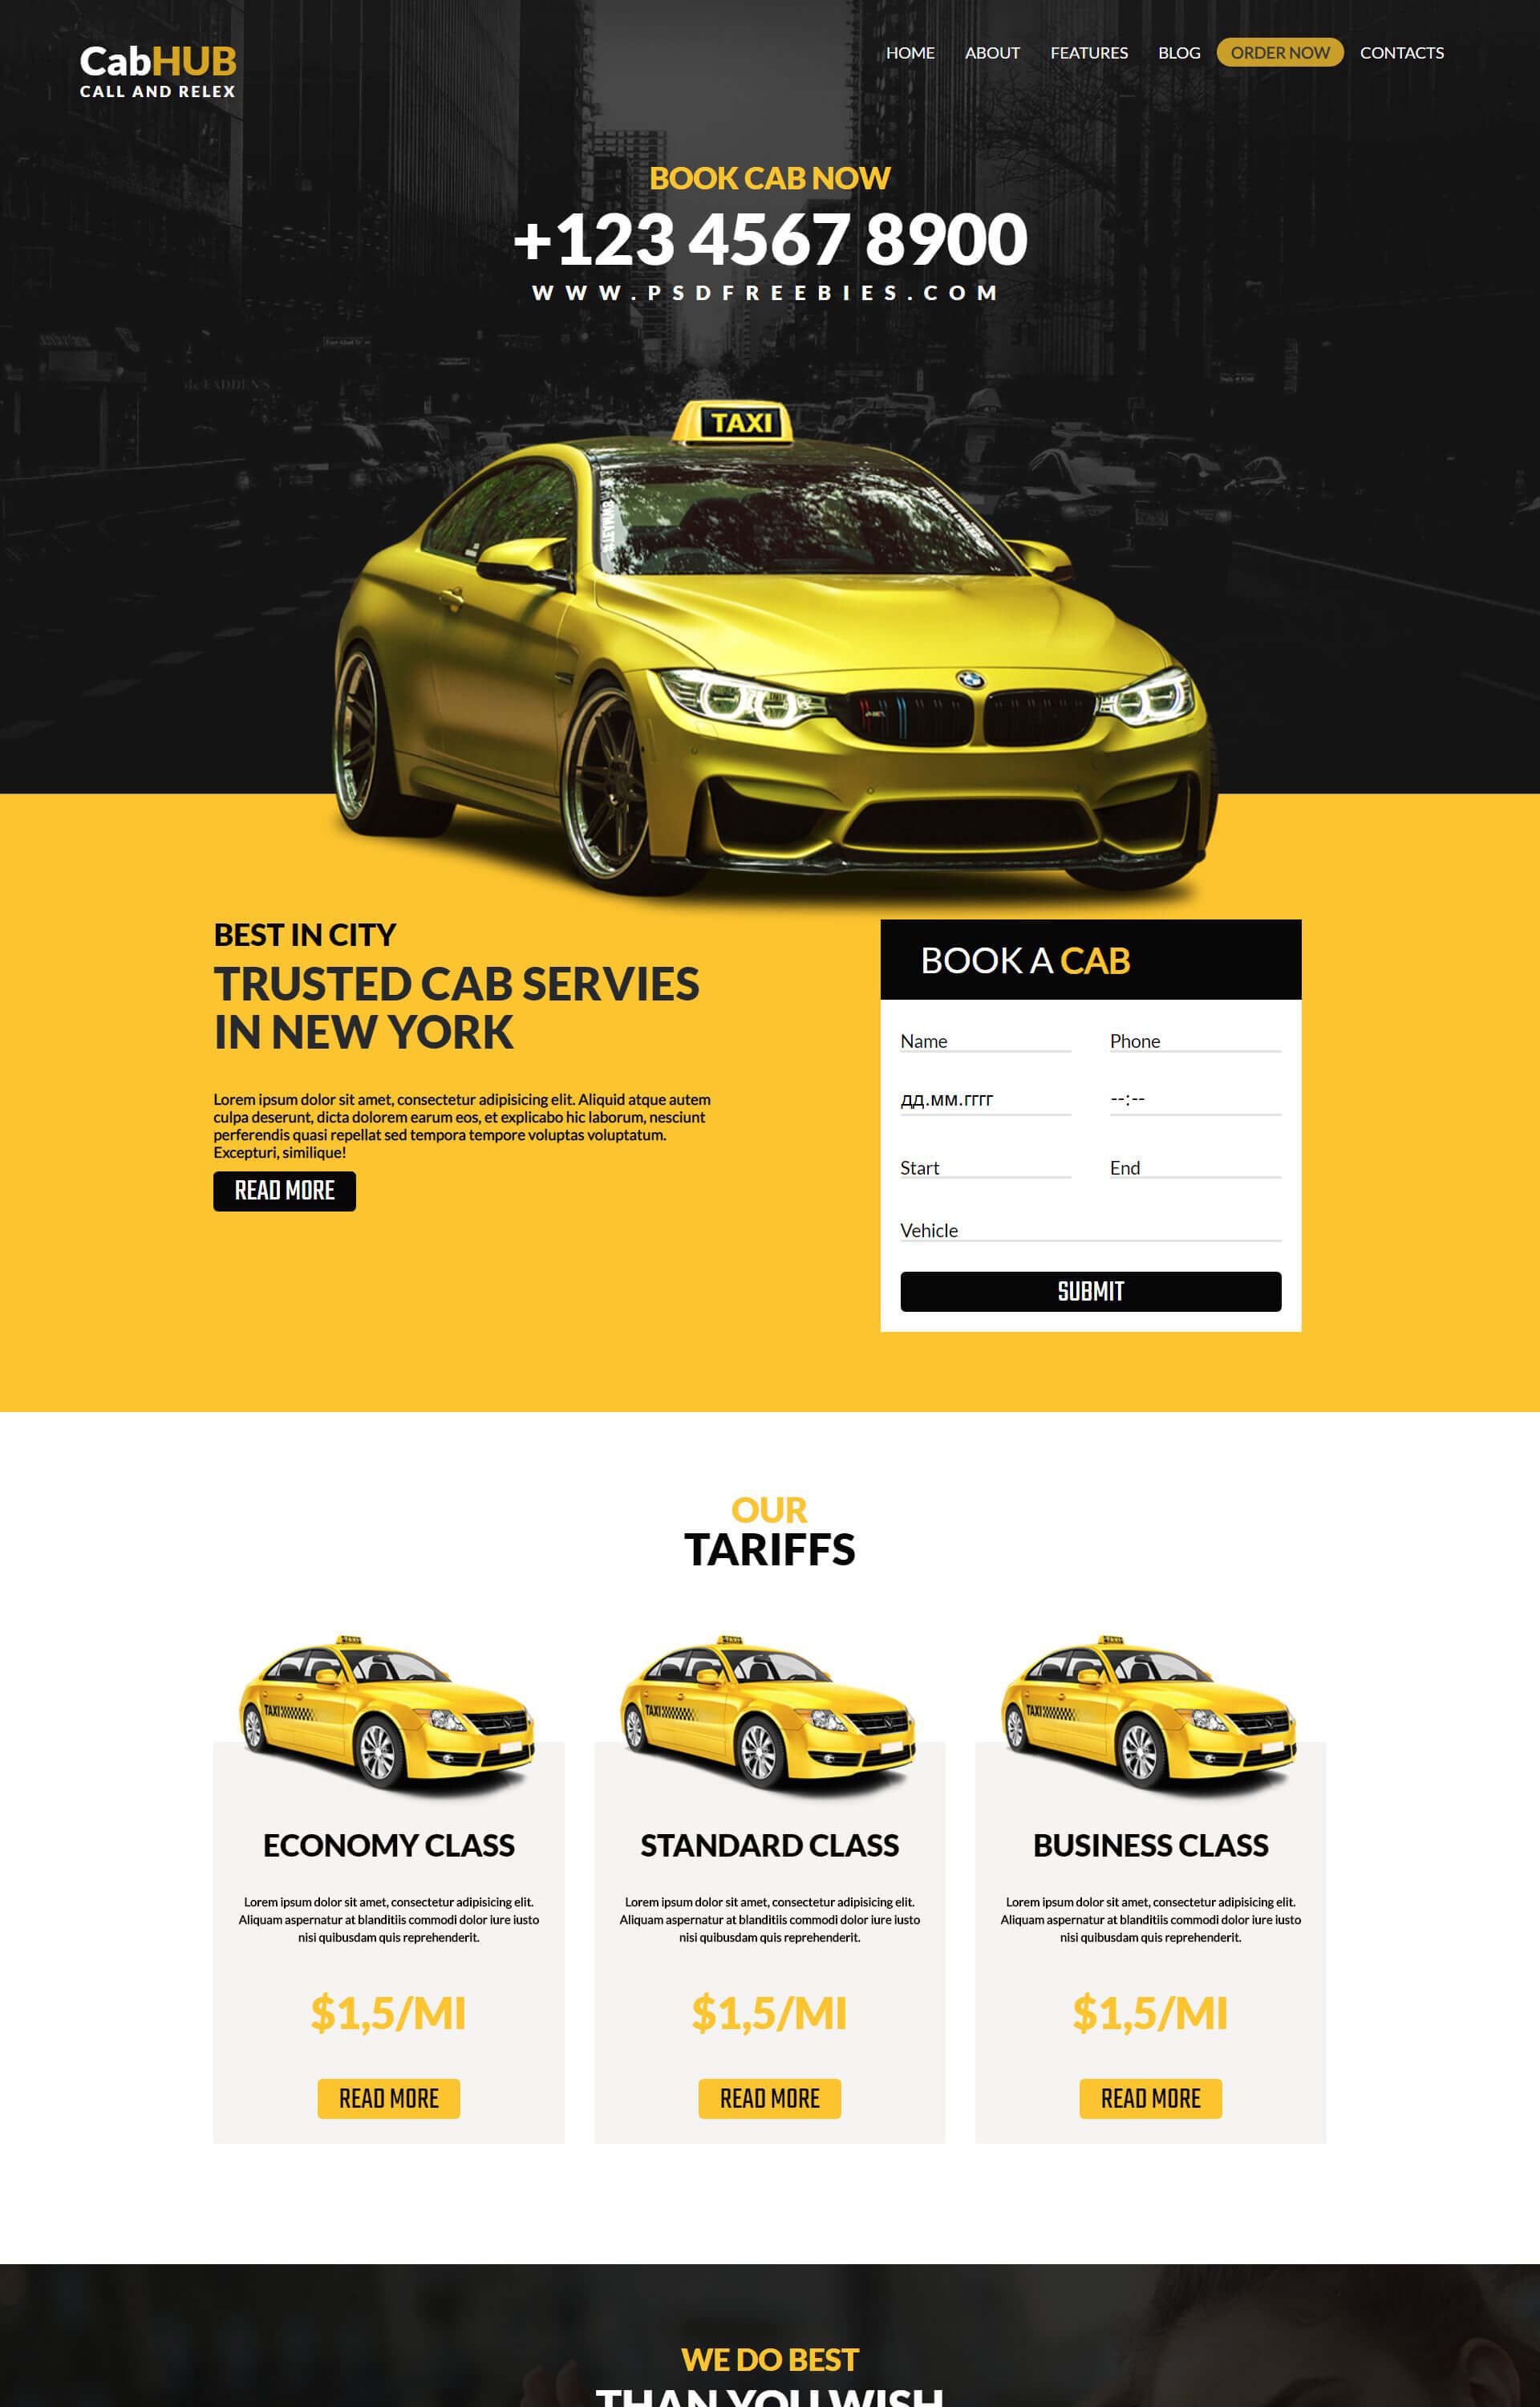 CabHUB
CALL AND RELEX
HOME ABOUT FEATURES BLOG ORDER NOW CONTACTS
BOOK CAB NOW
+123 4567 8900
WWW.PSDFREEBIES.COM
TAXI
BEST IN CITY
TRUSTED CAB SERVIES
IN NEW YORK
Lorem ipsum dolor sit amet, consectetur adipisicing elit. Aliquid atque autem
culpa deserunt, dicta dolorem earum eos, et explicabo hic laborum, nesciunt
perferendis quasi repellat sed tempora tempore voluptas voluptatum.
Excepturi, similique!
READ MORE
BOOK A CAB
Name Phone
дд.мм.гггг --:--
Start End
Vehicle
SUBMIT
OUR
TARIFFS
TAXI
ECONOMY CLASS
Lorem ipsum dolor sit amet, consectetur adipisicing elit.
Aliquam aspernatur at blanditiis commodi dolor iure iusto
nisi quibusdam quis reprehenderit.
$1,5/MI
READ MORE
TAXI
STANDARD CLASS
Lorem ipsum dolor sit amet, consectetur adipisicing elit.
Aliquam aspernatur at blanditiis commodi dolor iure iusto
nisi quibusdam quis reprehenderit.
$1,5/MI
READ MORE
TAXI
BUSINESS CLASS
Lorem ipsum dolor sit amet, consectetur adipisicing elit.
Aliquam aspernatur at blanditiis commodi dolor iure iusto
nisi quibusdam quis reprehenderit.
$1,5/MI
READ MORE
WE DO BEST
THAN YOU WISH